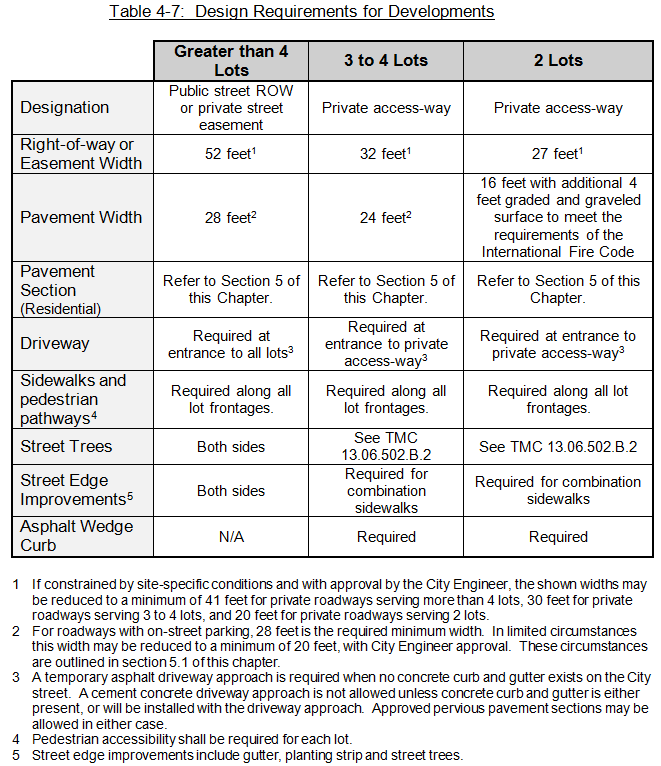 Table 4-7:  Design Requirements for Developments
Greater than 4
Lots
3 to 4 Lots
2 Lots
Designation
Public street ROW
or private street
easement
Private access-way
Private access-way
Right-of-way or
Easement Width
52 feet1
32 feet1
27 feet1
Pavement Width
28 feet2
24 feet2
16 feet with additional 4
feet graded and graveled
surface to meet the
requirements of the
International Fire Code
Pavement
Section
(Residential)
Refer to Section 5 of
this Chapter.
Refer to Section 5 of
this Chapter.
Refer to Section 5 of this
Chapter.
Driveway
Required at
entrance to all lots3
Required at
entrance to private
access-way3
Required at entrance to
private access-way3
Sidewalks and
pedestrian
pathways4
Required along all
lot frontages.
Required along all
lot frontages.
Required along all lot
frontages.
Street Trees
Both sides
See TMC
13.06.502.B.2
See TMC 13.06.502.B.2
Street Edge
Improvements5
Both sides
Required for
combination
sidewalks
Required for combination
sidewalks
Asphalt Wedge
Curb
N/A
Required
Required
1 If constrained by site-specific conditions and with approval by the City Engineer, the shown widths may
be reduced to a minimum of 41 feet for private roadways serving more than 4 lots, 30 feet for private
roadways serving 3 to 4 lots, and 20 feet for private roadways serving 2 lots.
2 For roadways with on-street parking, 28 feet is the required minimum width.  In limited circumstances
this width may be reduced to a minimum of 20 feet, with City Engineer approval.  These circumstances
are outlined in section 5.1 of this chapter.
3 A temporary asphalt driveway approach is required when no concrete curb and gutter exists on the City
street.  A cement concrete driveway approach is not allowed unless concrete curb and gutter is either
present, or will be installed with the driveway approach.  Approved pervious pavement sections may be
allowed in either case.
4 Pedestrian accessibility shall be required for each lot.
5 Street edge improvements include gutter, planting strip and street trees.